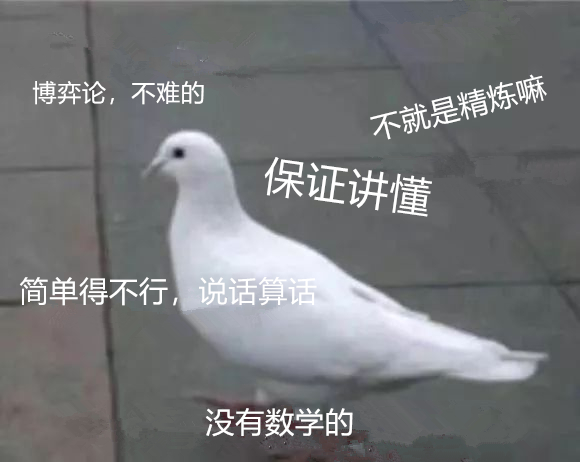 博弈论，不难的
不就是精炼嘛
保证讲懂
简单得不行，说话算话
没有数学的